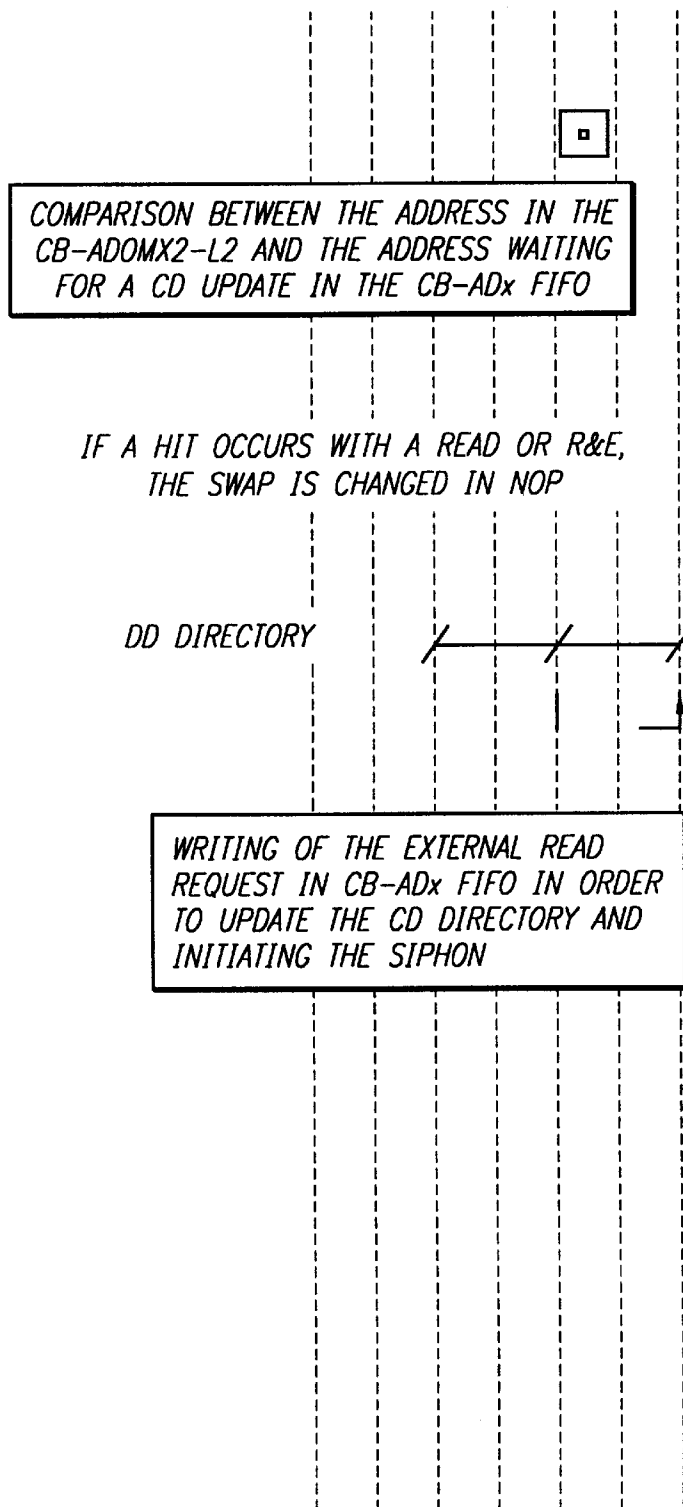 COMPARISON BETWEEN THE ADDRESS IN THE
CB-ADOMX2-L2 AND THE ADDRESS WAITING
FOR A CD UPDATE IN THE CB-ADx FIFO
IF A HIT OCCURS WITH A READ OR R&E,
THE SWAP IS CHANGED IN NOP
DD DIRECTORY
WRITING OF THE EXTERNAL READ
REQUEST IN CB-ADx FIFO IN ORDER
TO UPDATE THE CD DIRECTORY AND
INITIATING THE SIPHON